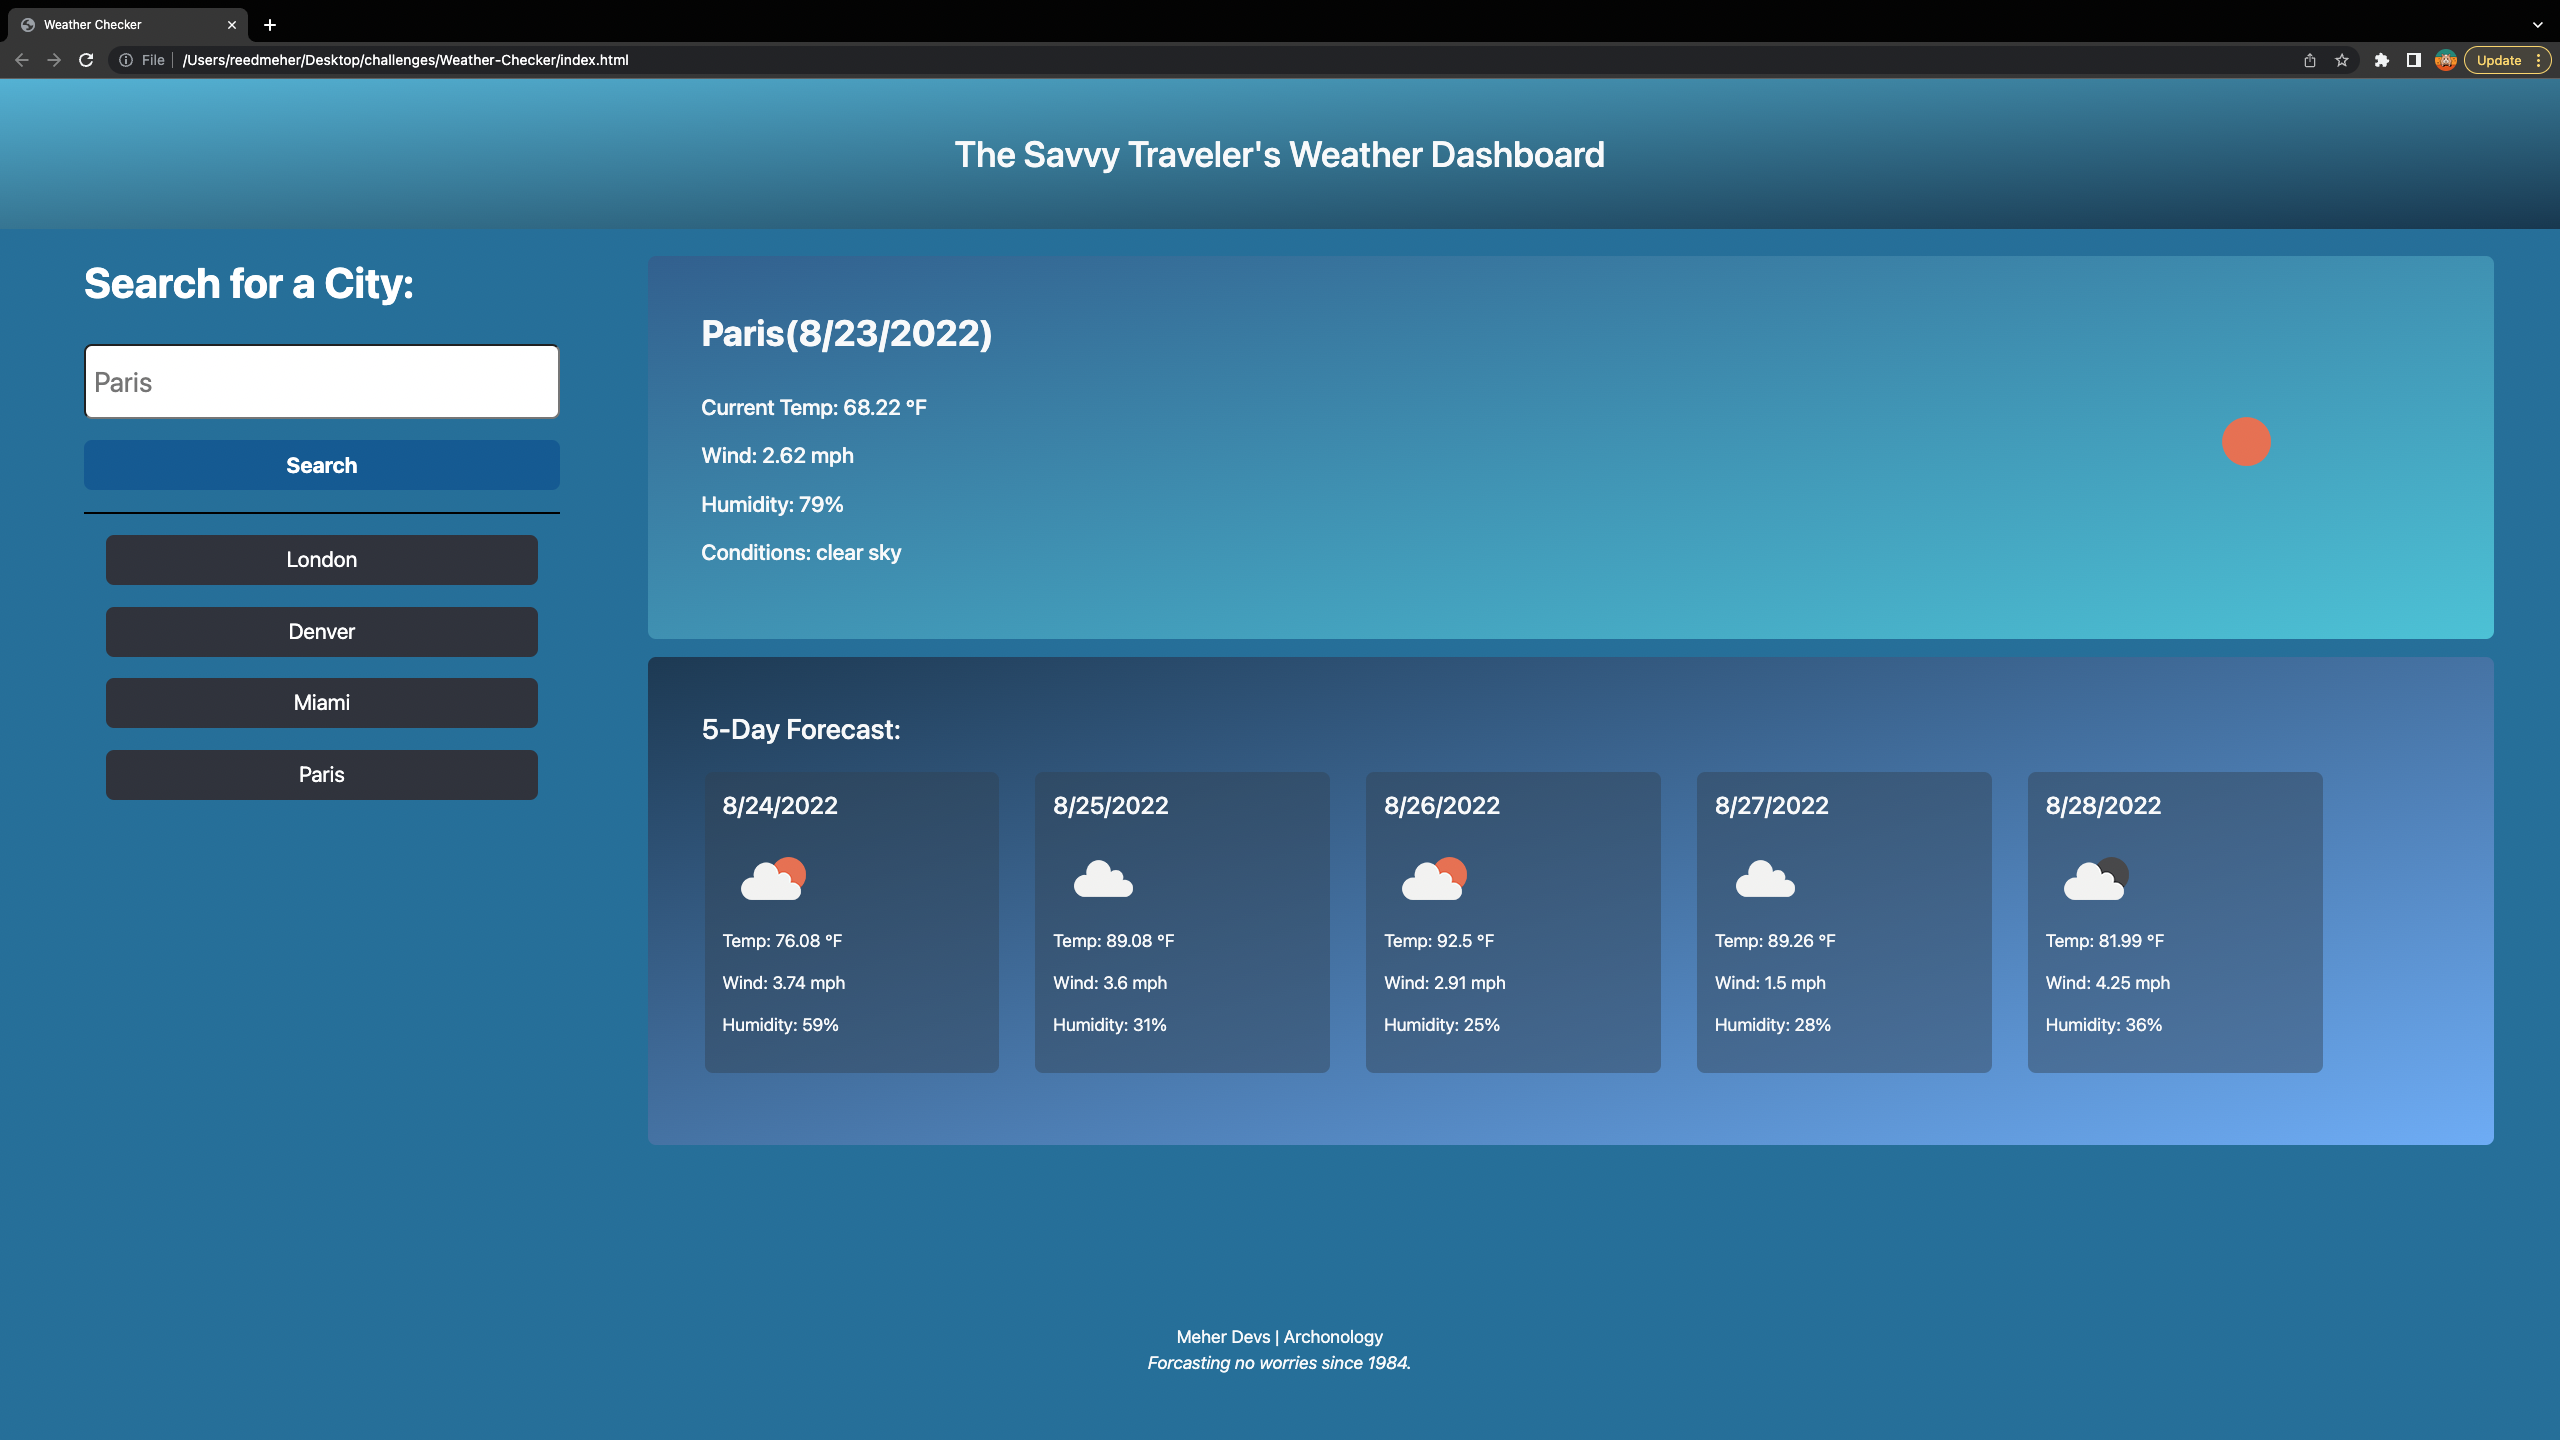 Weather Checker
File /Users/reedmeher/Desktop/challenges/Weather-Checker/index.html
Update
The Savvy Traveler's Weather Dashboard
Search for a City:
Paris
Search
London
Denver
Miami
Paris
Paris(8/23/2022)
Current Temp: 68.22 °F
Wind: 2.62 mph
Humidity: 79%
Conditions: clear sky
5-Day Forecast:
8/24/2022
Temp: 76.08 °F
Wind: 3.74 mph
Humidity: 59%
8/25/2022
Temp: 89.08 °F
Wind: 3.6 mph
Humidity: 31%
8/26/2022
Temp: 92.5 °F
Wind: 2.91 mph
Humidity: 25%
8/27/2022
Temp: 89.26 °F
Wind: 1.5 mph
Humidity: 28%
8/28/2022
Temp: 81.99 °F
Wind: 4.25 mph
Humidity: 36%
Meher Devs | Archonology
Forcasting no worries since 1984.